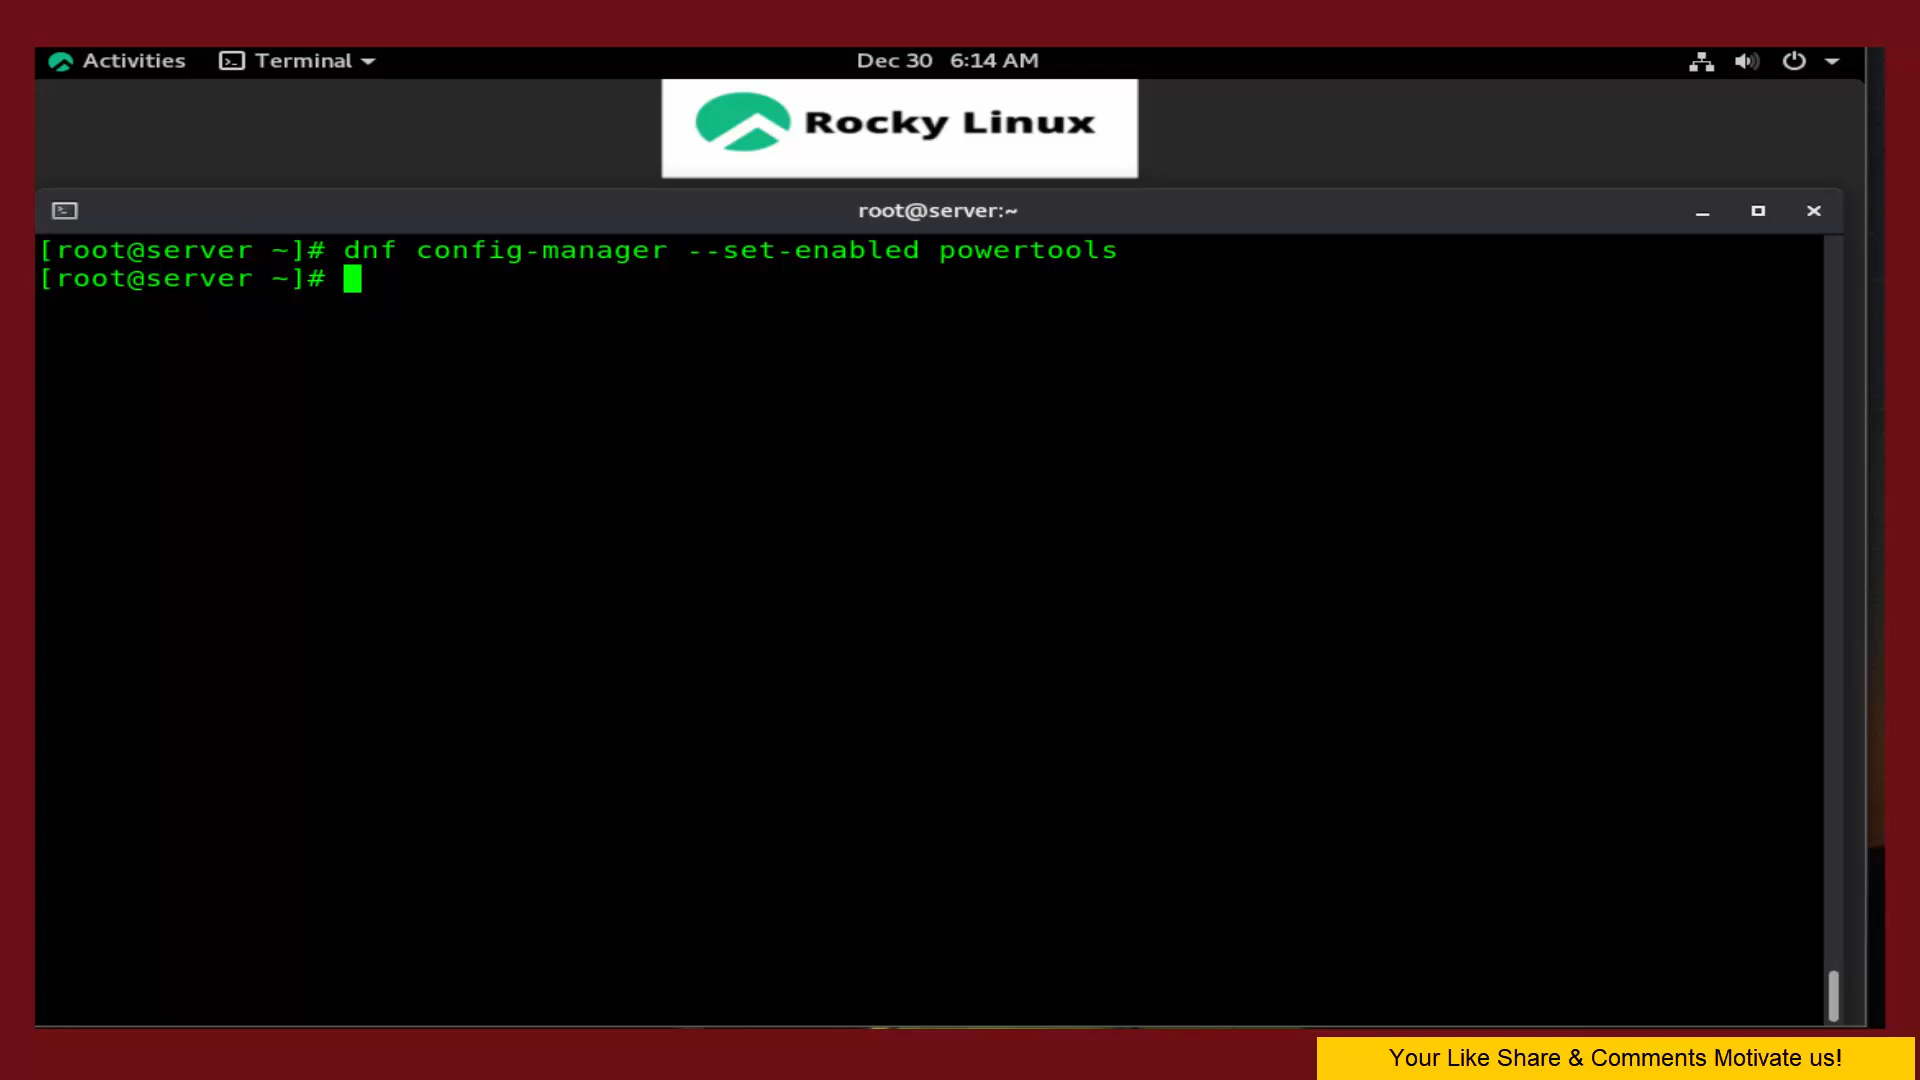 Activities Terminal Dec 30 6:14 AM
Rocky Linux
root@server:~
[root@server ~]# dnf config-manager --set-enabled powertools
[root@server ~]#
Your Like Share & Comments Motivate us!